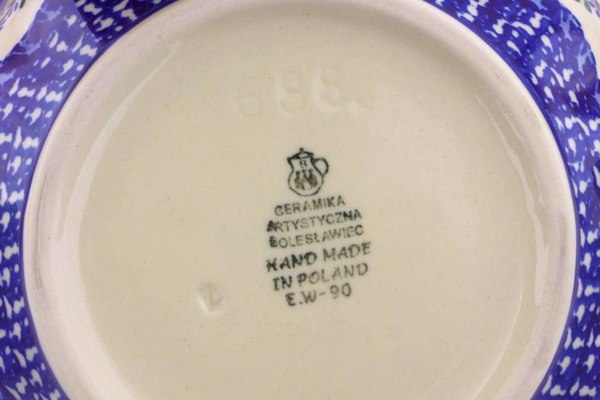 B
CERAMIKA
ARTYSTYCZNA
BOLESŁAWIEC
HAND MADE
IN POLAND
E.W-90